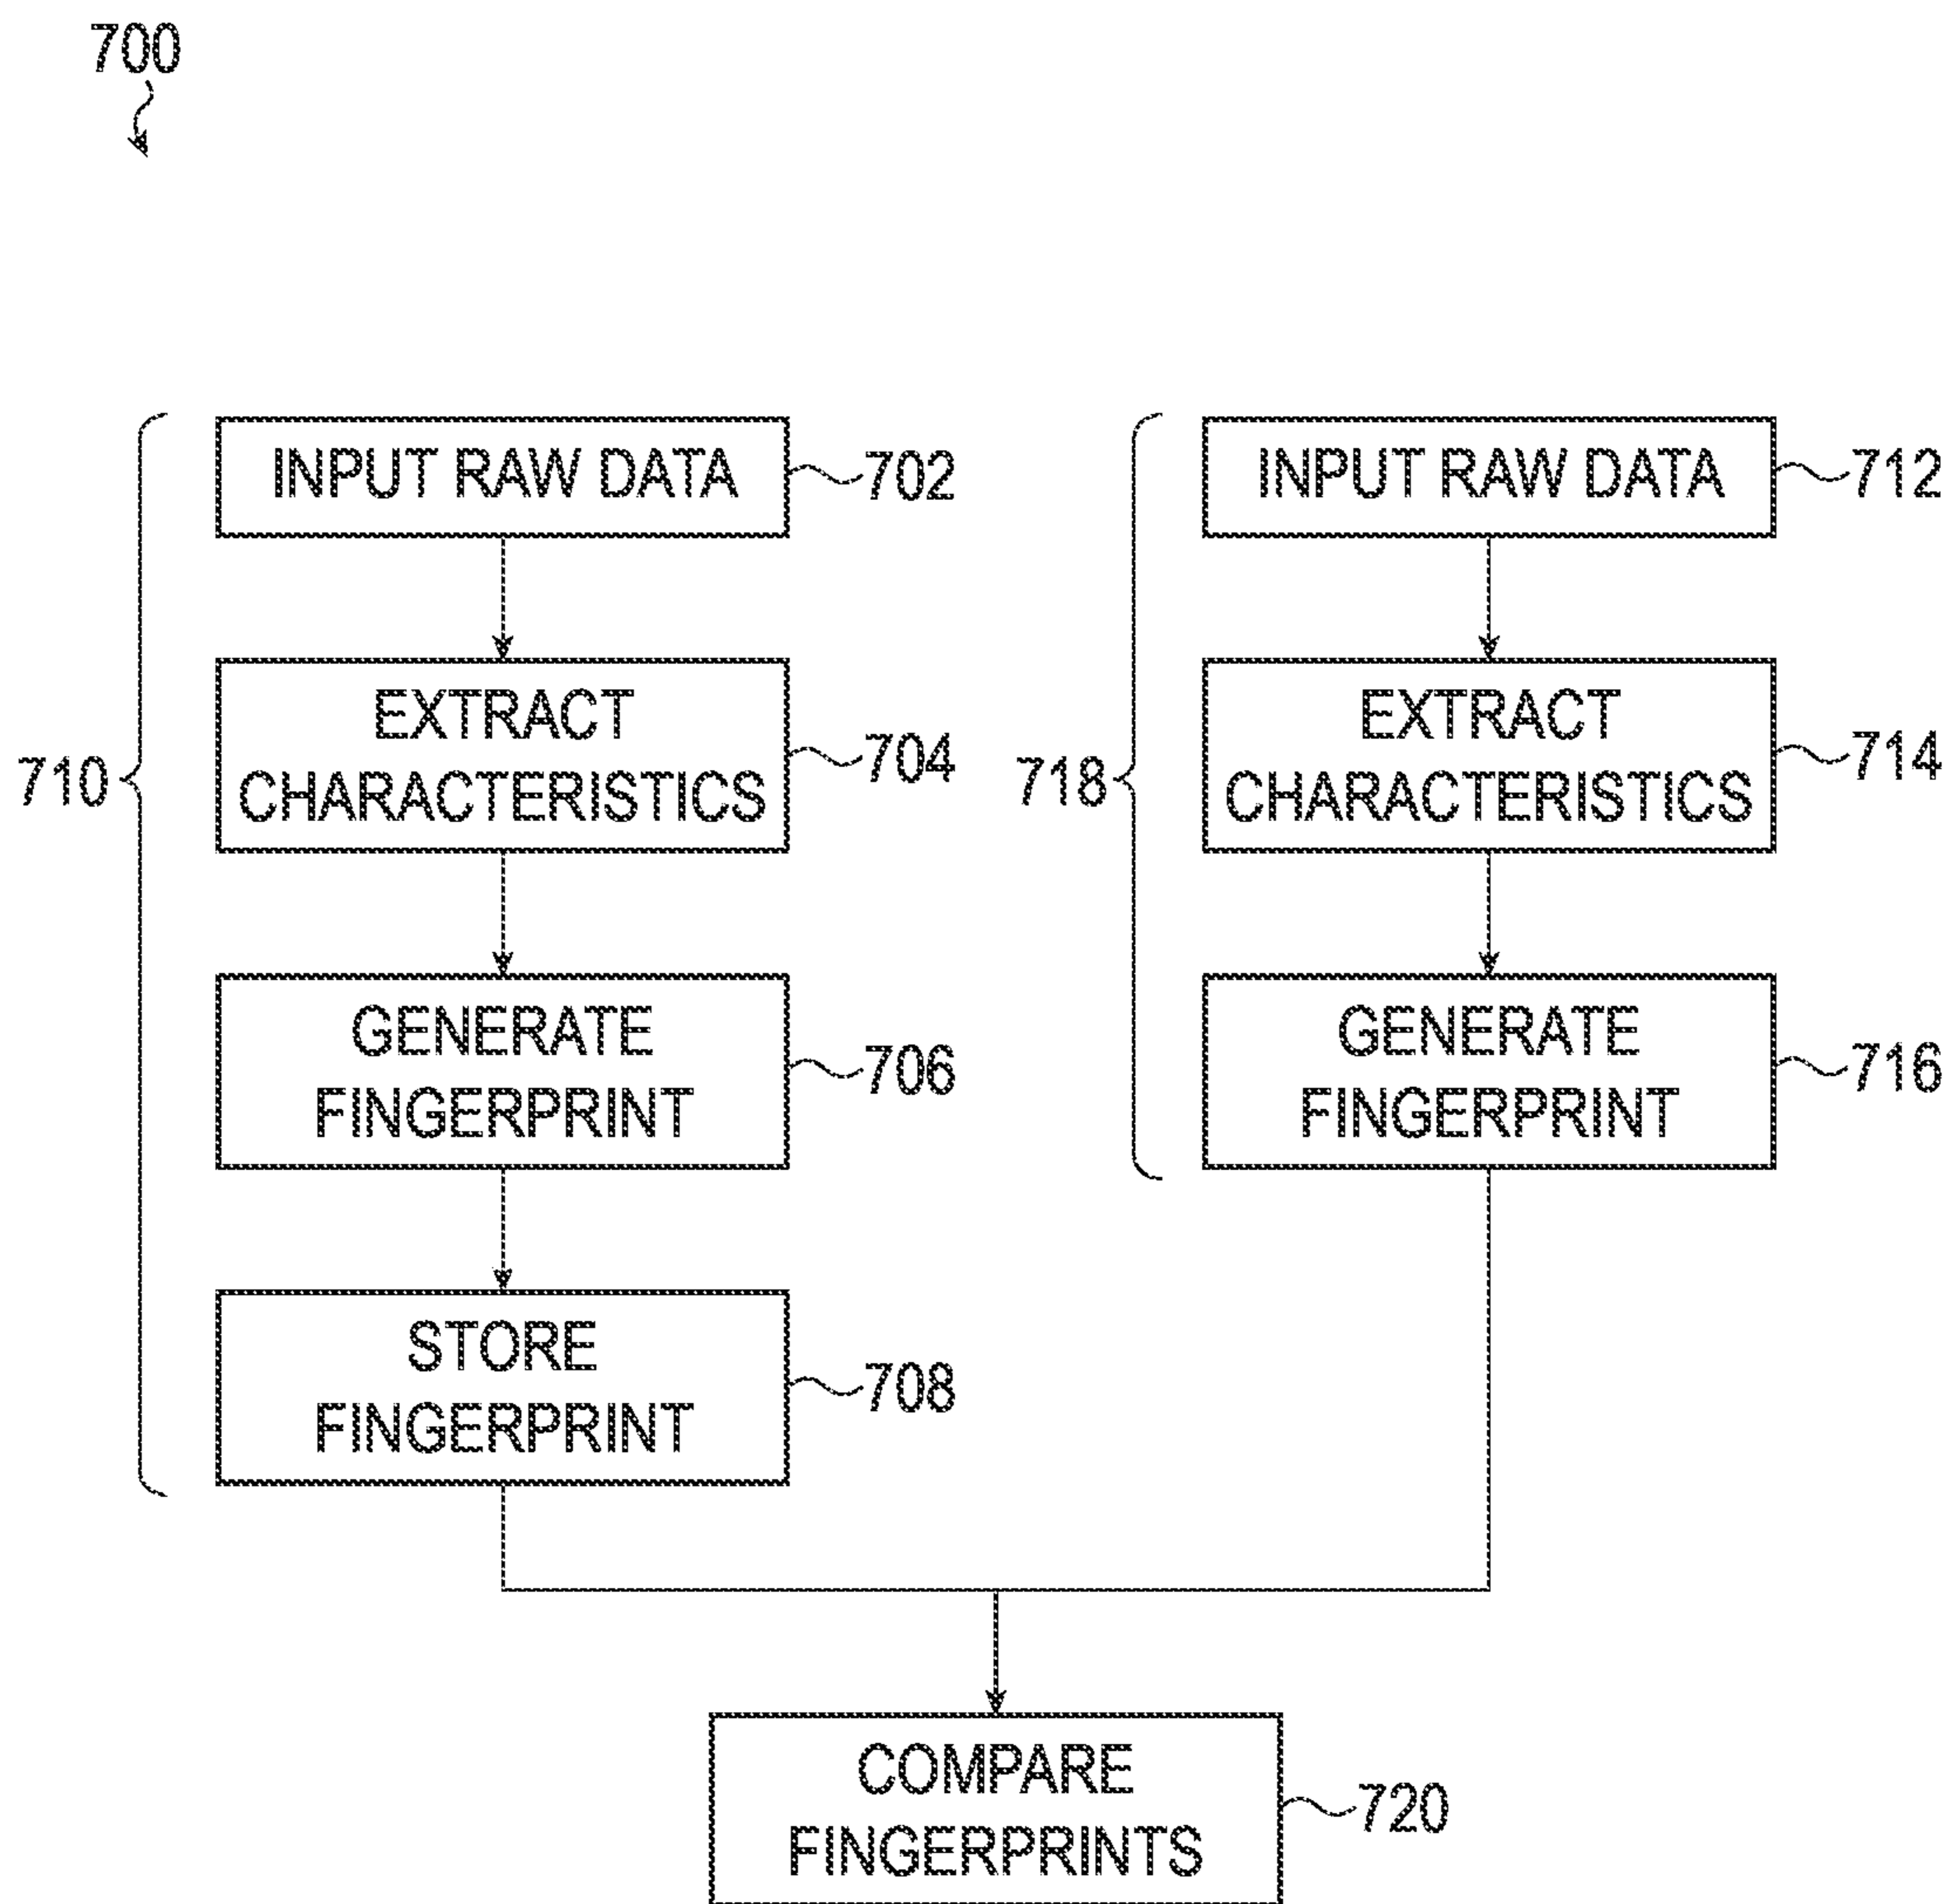 700
INPUT RAW DATA
702
EXTRACT
CHARACTERISTICS
704
710
GENERATE
FINGERPRINT
706
STORE
FINGERPRINT
708
INPUT RAW DATA
712
EXTRACT
CHARACTERISTICS
714
718
GENERATE
FINGERPRINT
716
COMPARE
FINGERPRINTS
720